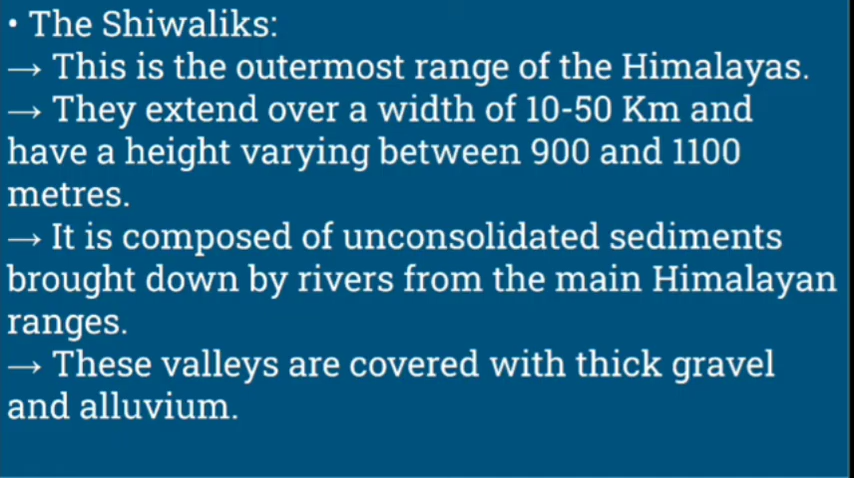 • The Shiwaliks:
→ This is the outermost range of the Himalayas.
→ They extend over a width of 10-50 Km and
have a height varying between 900 and 1100
metres.
→ It is composed of unconsolidated sediments
brought down by rivers from the main Himalayan
ranges.
→ These valleys are covered with thick gravel
and alluvium.